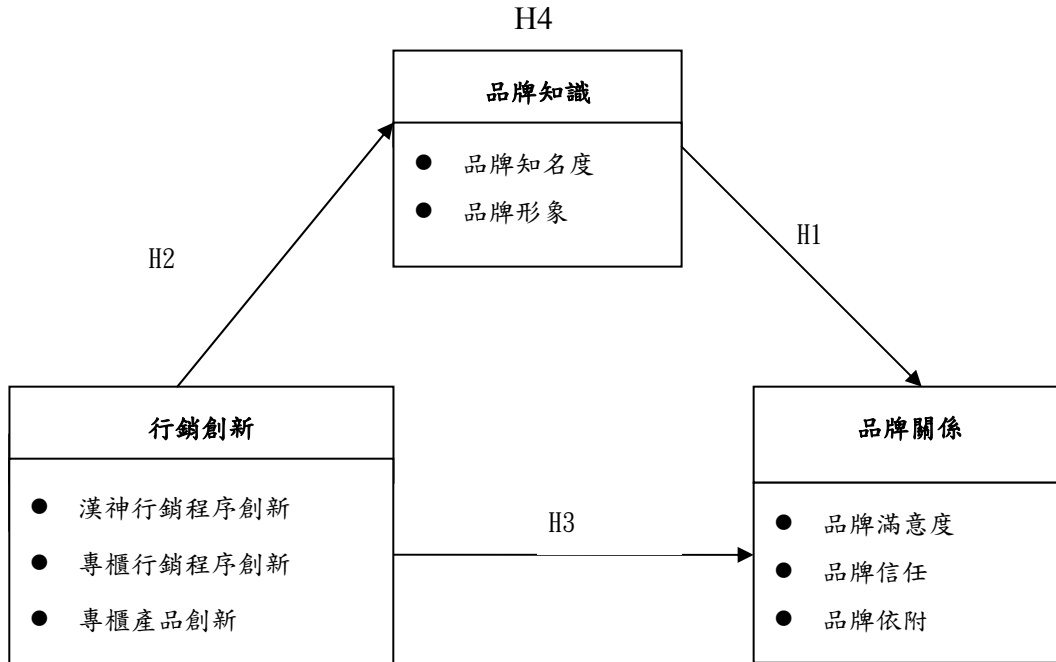 H4
品牌知識
● 品牌知名度
● 品牌形象
H2
H1
行銷創新
● 漢神行銷程序創新
● 專櫃行銷程序創新
● 專櫃產品創新
H3
品牌關係
● 品牌滿意度
● 品牌信任
● 品牌依附